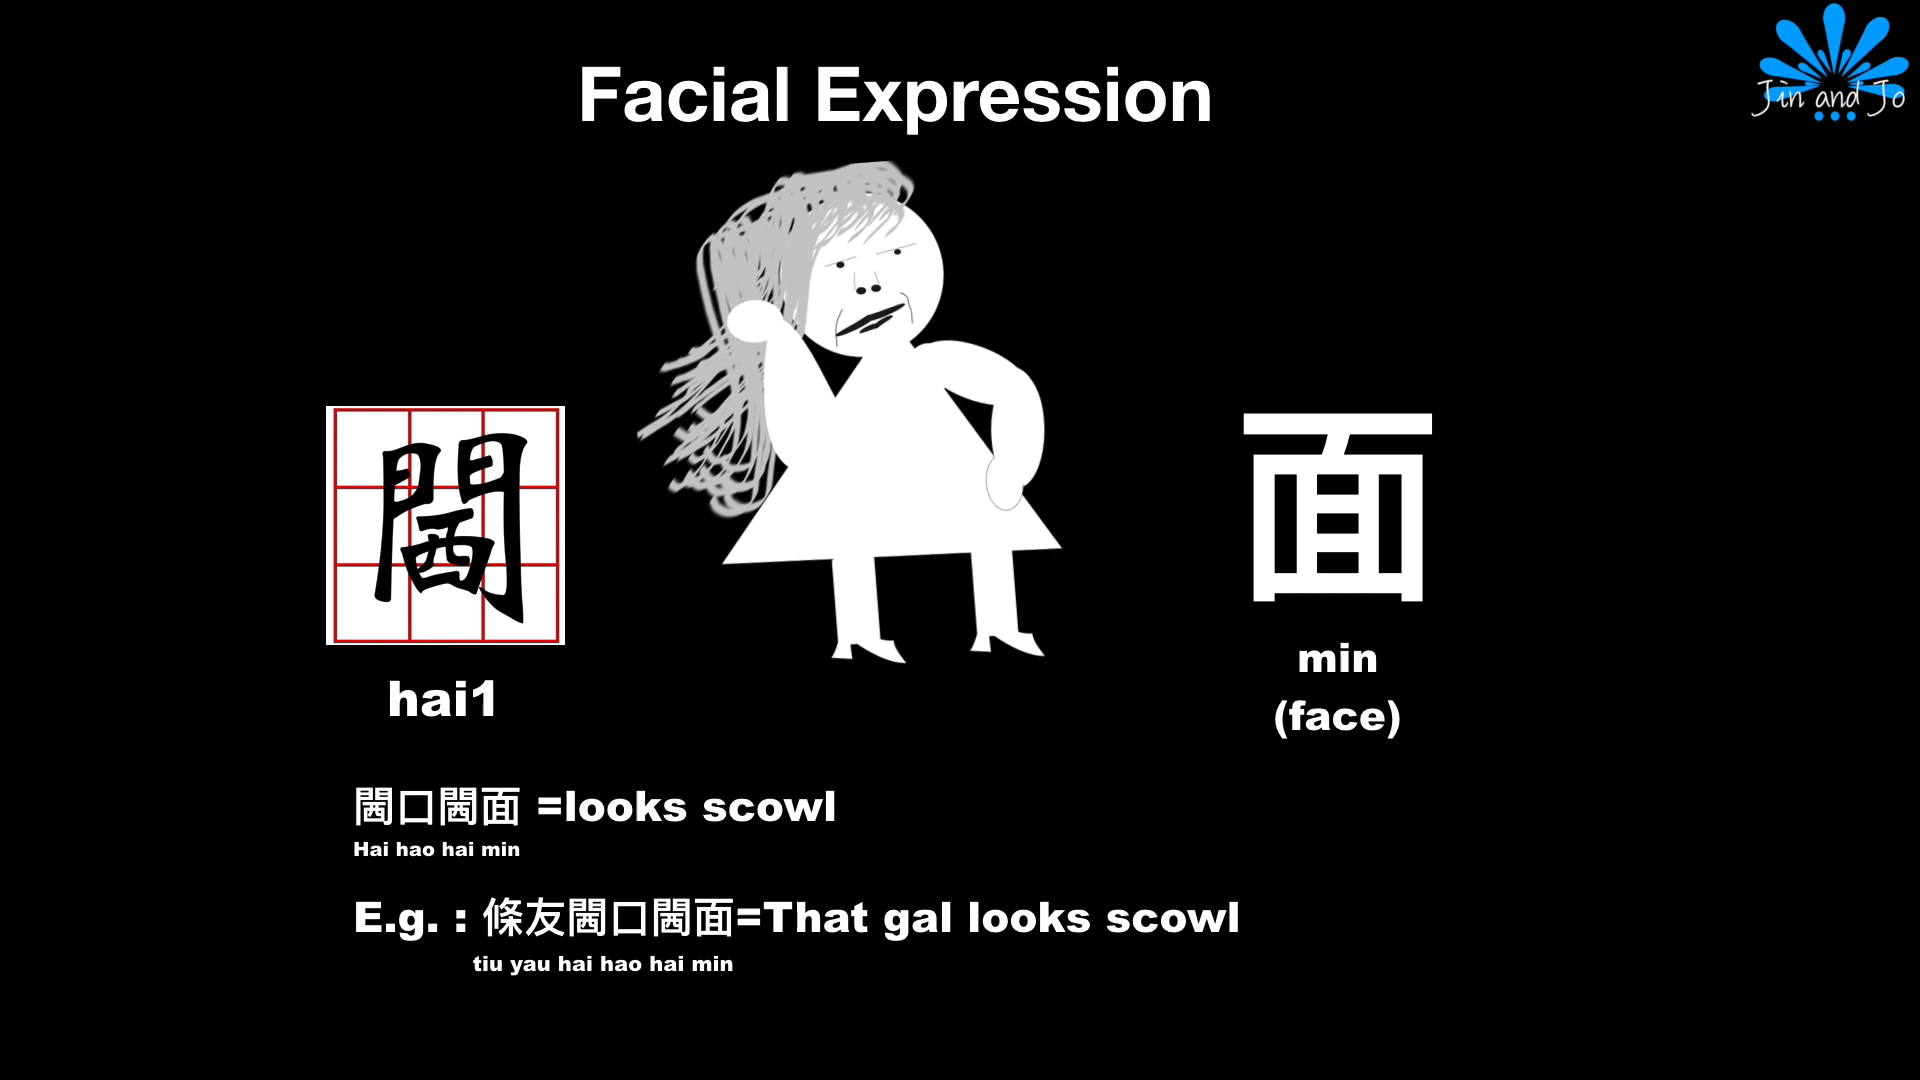 Facial Expression
Jin and Jo
閪
面
hai1
min
(face)
閪口閪面 =looks scowl
Hai hao hai min
E.g. : 條友閪口閪面=That gal looks scowl
tiu yau hai hao hai min